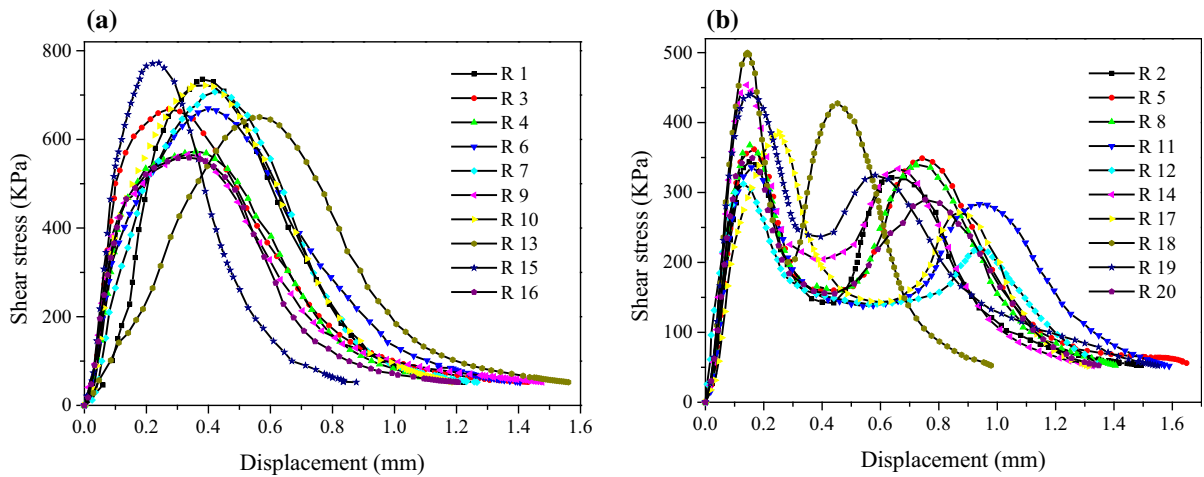 (a)
800
600
400
200
0
Shear stress (KPa)
0.0 0.2 0.4 0.6 0.8 1.0 1.2 1.4 1.6
Displacement (mm)
R 1
R 3
R 4
R 6
R 7
R 9
R 10
R 13
R 15
R 16
(b)
500
400
300
200
100
0
Shear stress (KPa)
0.0 0.2 0.4 0.6 0.8 1.0 1.2 1.4 1.6
Displacement (mm)
R 2
R 5
R 8
R 11
R 12
R 14
R 17
R 18
R 19
R 20